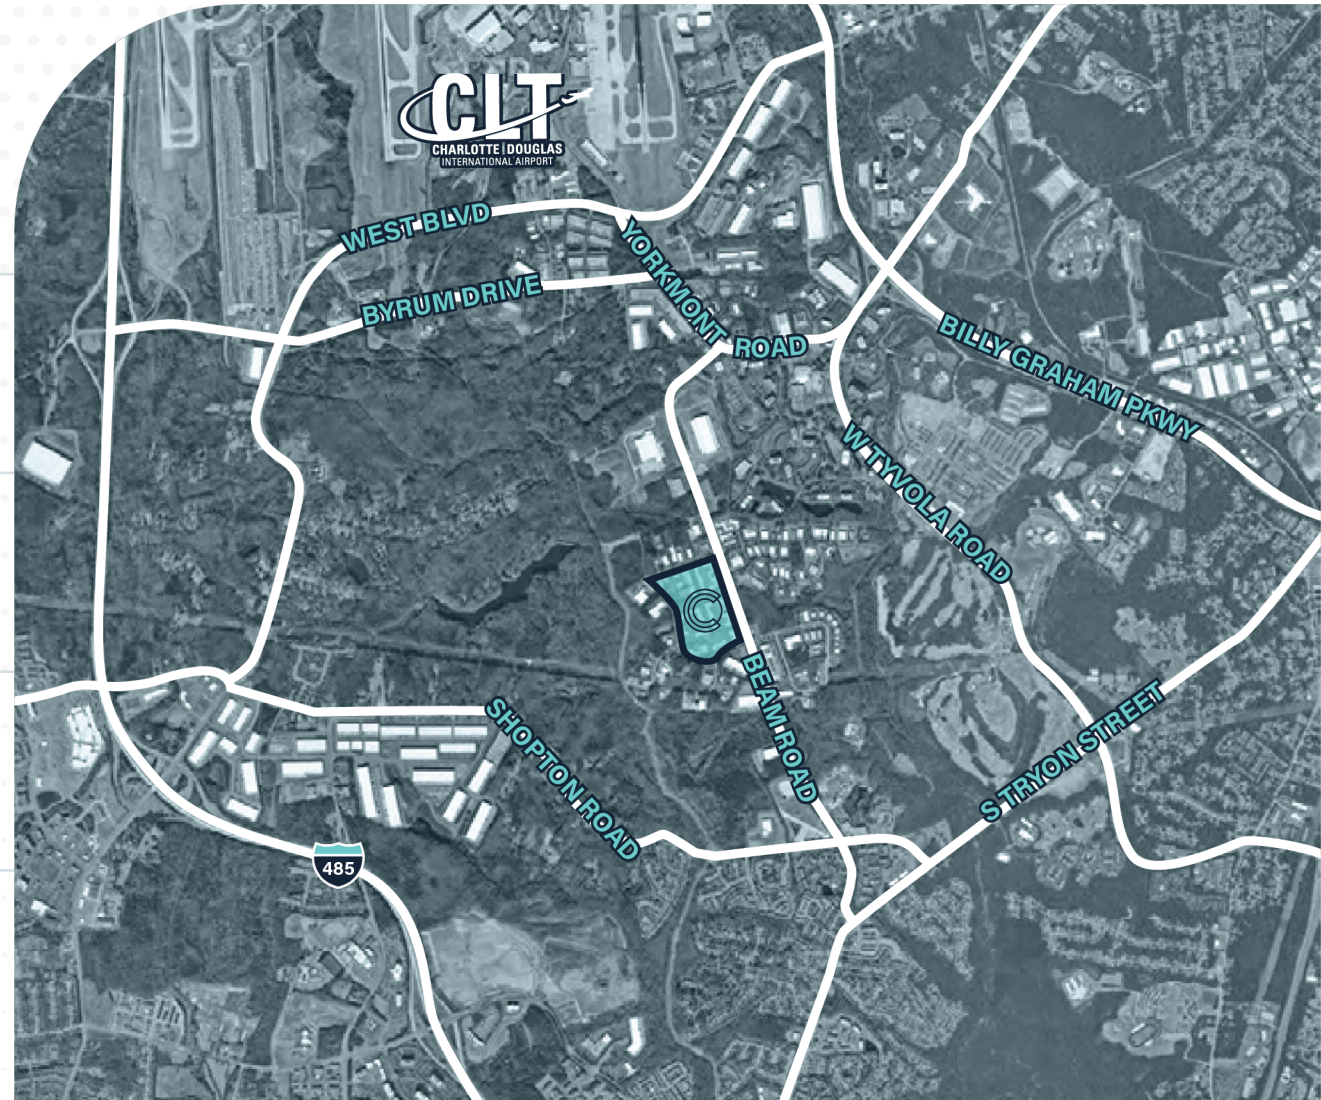 CLT
CHARLOTTE | DOUGLAS
INTERNATIONAL AIRPORT
WEST BLVD
YORKMONT ROAD
BYRUM DRIVE
BILLY GRAHAM PKWY
W TYVOLA ROAD
BEAM ROAD
S TRYON STREET
SHOPTON ROAD
485